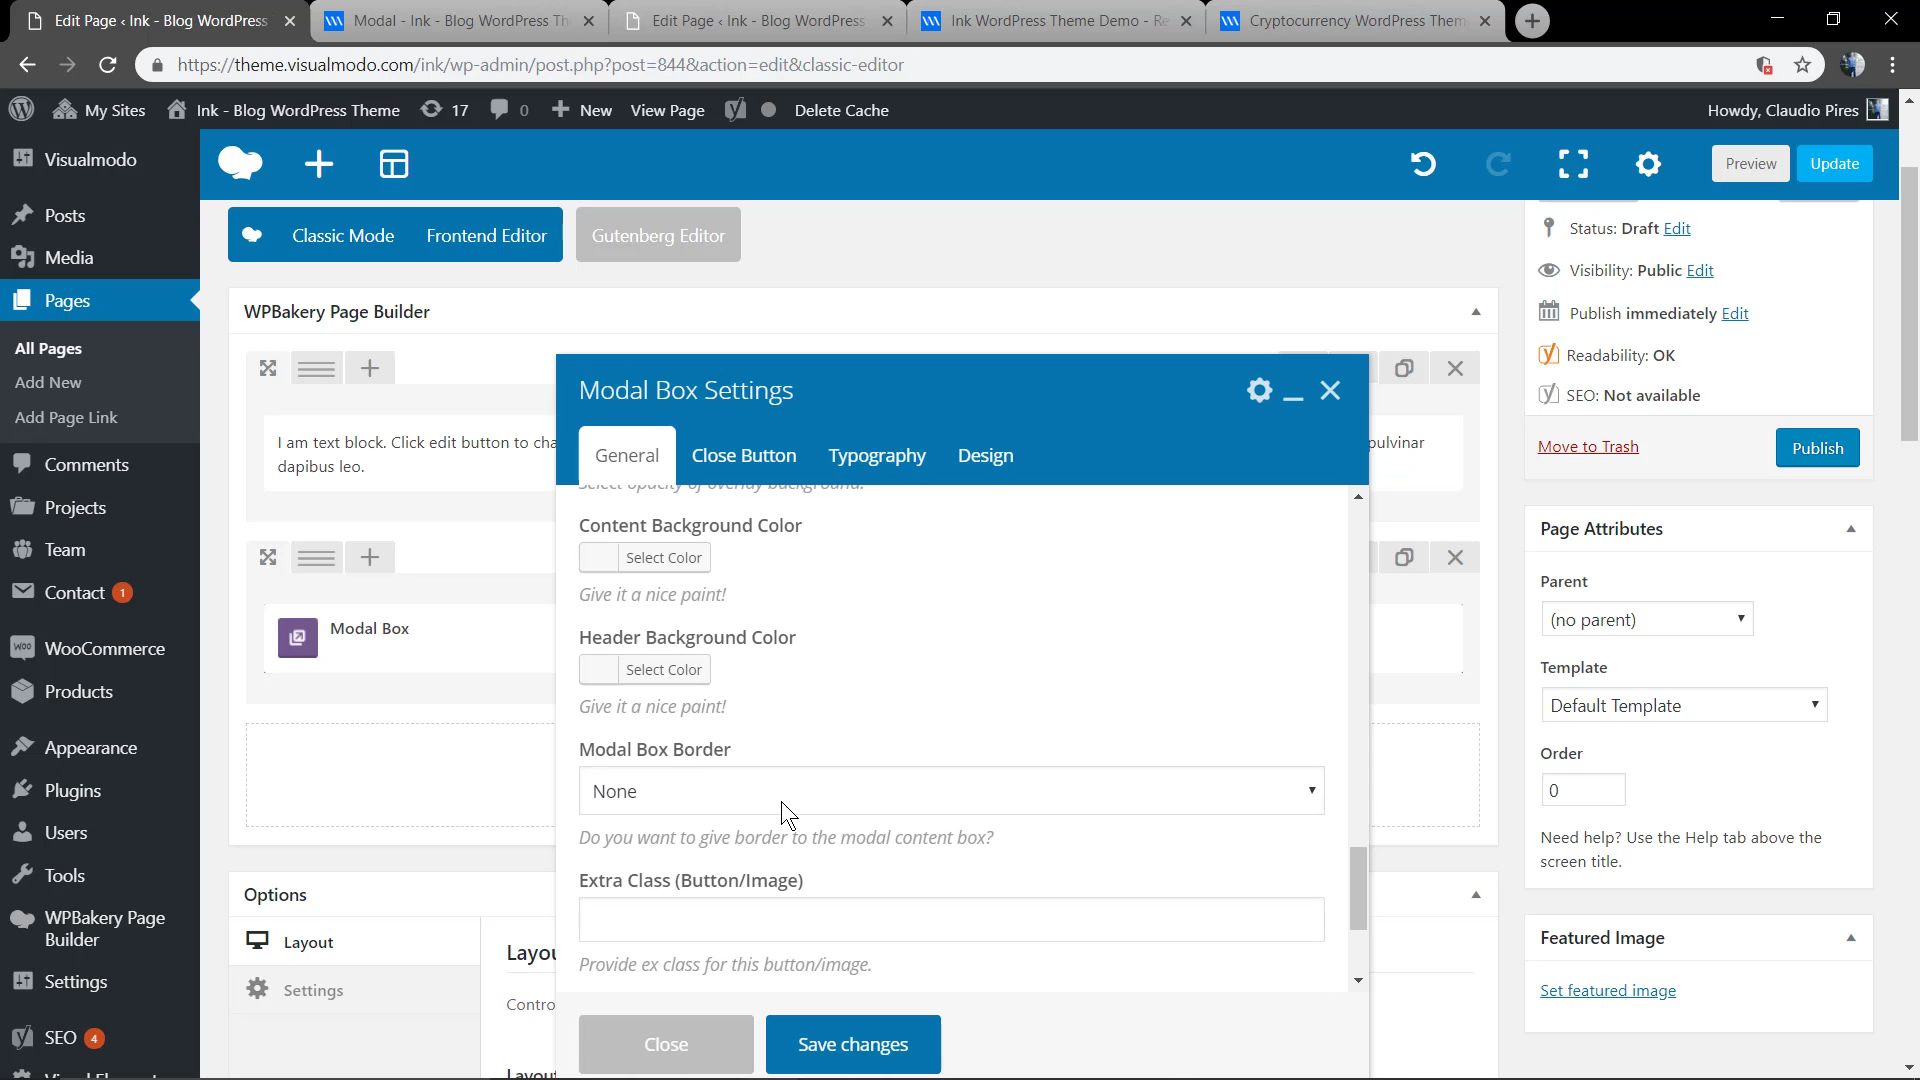 Edit Page ‹ Ink - Blog WordPress
Modal - Ink - Blog WordPress Th
Edit Page ‹ Ink - Blog WordPress
Ink WordPress Theme Demo - Re
Cryptocurrency WordPress Them
https://theme.visualmodo.com/ink/wp-admin/post.php?post=844&action=edit&classic-editor
My Sites
Ink - Blog WordPress Theme
17
0
New
View Page
Delete Cache
Howdy, Claudio Pires
Visualmodo
Posts
Media
Pages
All Pages
Add New
Add Page Link
Comments
Projects
Team
Contact 1
WooCommerce
Products
Appearance
Plugins
Users
Tools
WPBakery Page
Builder
Settings
SEO 4
Preview
Update
Classic Mode
Frontend Editor
Gutenberg Editor
WPBakery Page Builder
I am text block. Click edit button to cha
dapibus leo.
pulvinar
Modal Box
Options
Layout
Settings
Layou
Contro
Layout
Modal Box Settings
General
Close Button
Typography
Design
Select opacity of overlay background.
Content Background Color
Select Color
Give it a nice paint!
Header Background Color
Select Color
Give it a nice paint!
Modal Box Border
None
Do you want to give border to the modal content box?
Extra Class (Button/Image)
Provide ex class for this button/image.
Close
Save changes
Status: Draft Edit
Visibility: Public Edit
Publish immediately Edit
Readability: OK
SEO: Not available
Move to Trash
Publish
Page Attributes
Parent
(no parent)
Template
Default Template
Order
0
Need help? Use the Help tab above the
screen title.
Featured Image
Set featured image